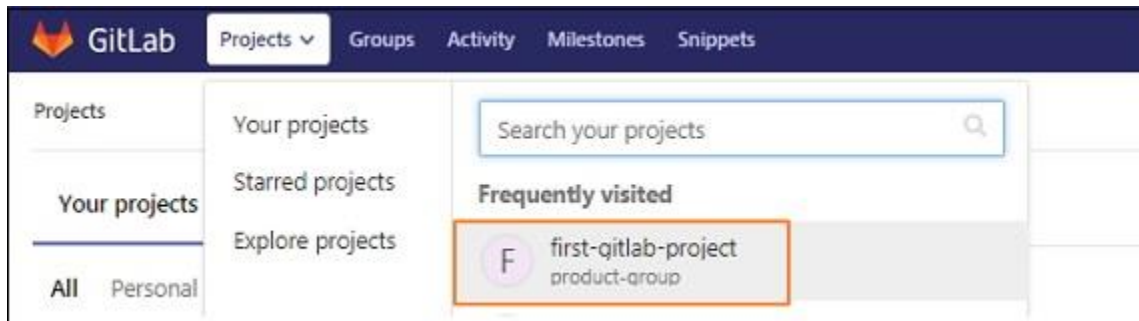 GitLab Projects Groups Activity Milestones Snippets
Projects
Your projects
All Personal
Your projects
Starred projects
Explore projects
Search your projects
Frequently visited
F
first-gitlab-project
product-group